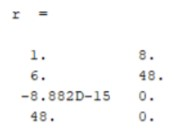 r  =
1.           8.
6.           48.
-8.882D-15   0.
48.          0.